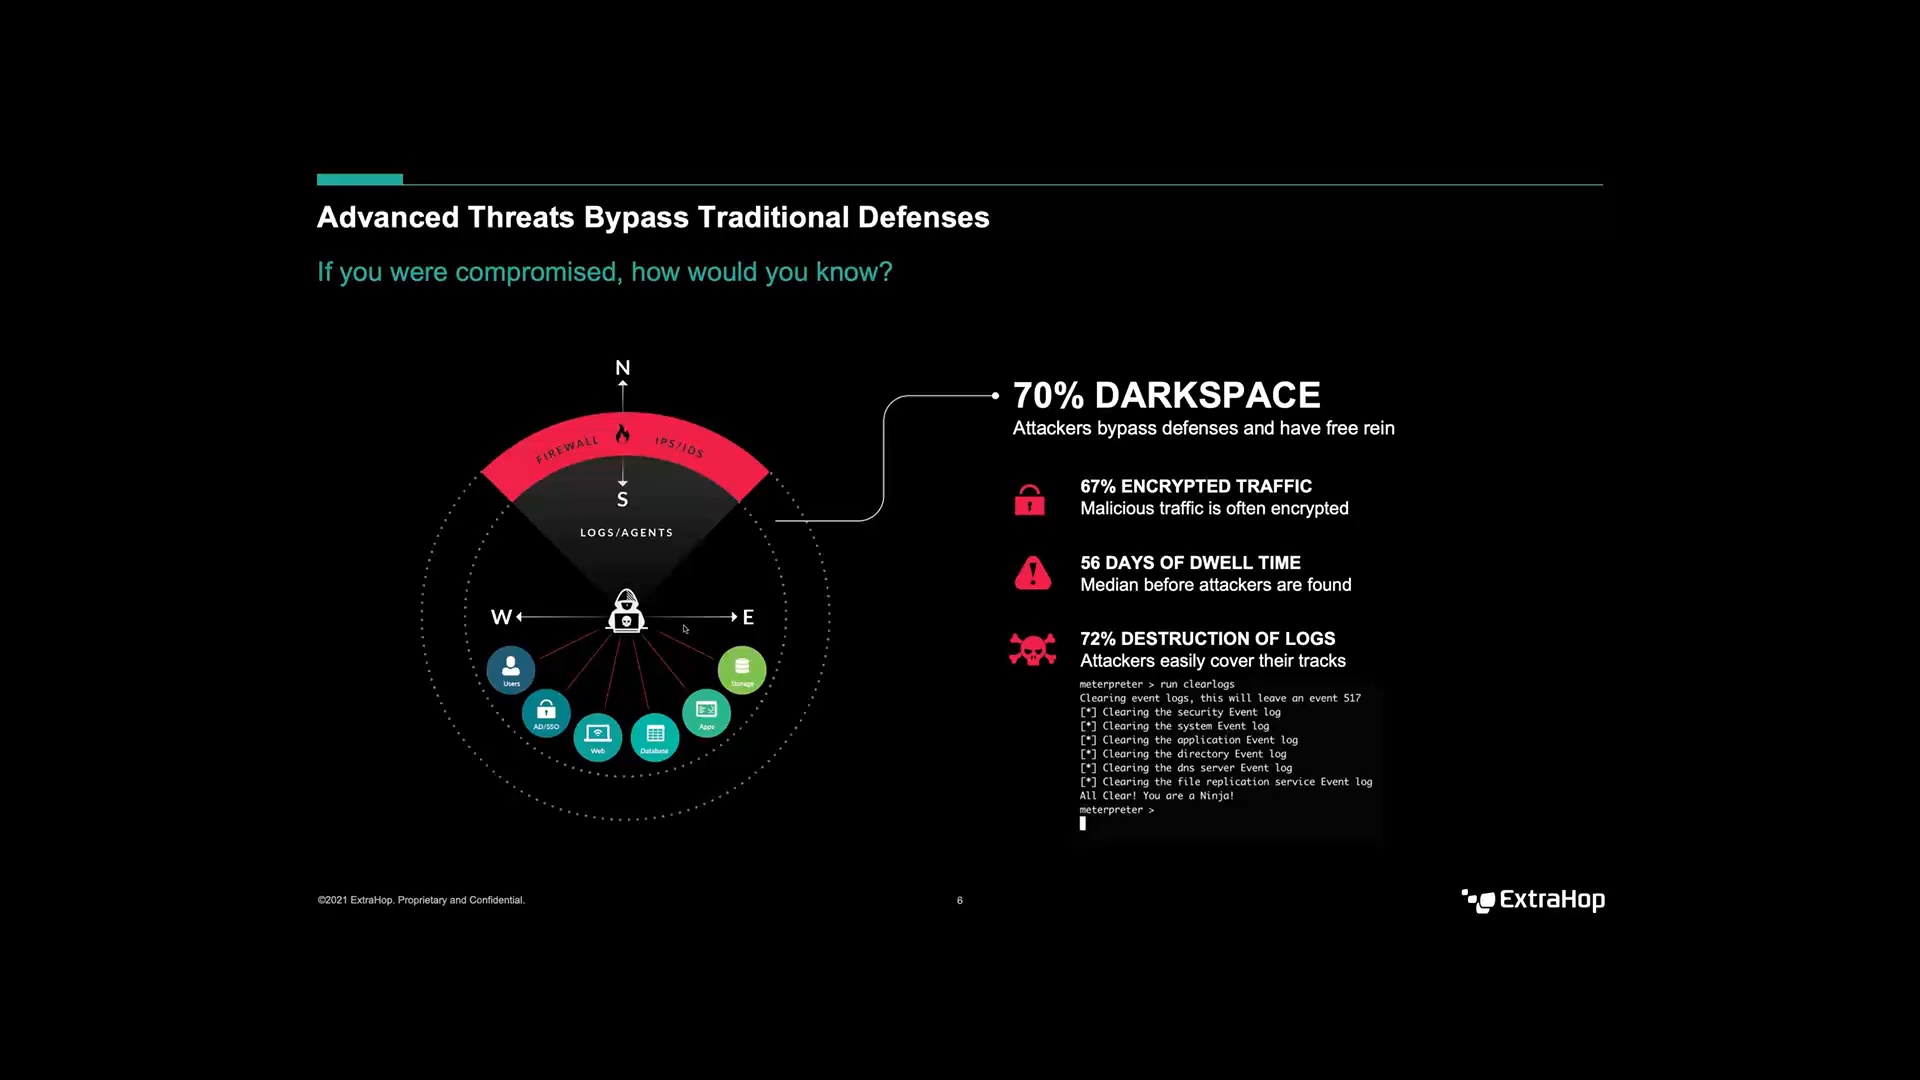 Advanced Threats Bypass Traditional Defenses
If you were compromised, how would you know?
N
FIREWALL IPS/IDS
S
LOGS/AGENTS
W E
Users
AD/SSO
Web
Database
Apps
Storage
70% DARKSPACE
Attackers bypass defenses and have free rein
67% ENCRYPTED TRAFFIC
Malicious traffic is often encrypted
56 DAYS OF DWELL TIME
Median before attackers are found
72% DESTRUCTION OF LOGS
Attackers easily cover their tracks
meterpreter > run clearlogs
Clearing event logs, this will leave an event 517
[*] Clearing the security Event log
[*] Clearing the system Event log
[*] Clearing the application Event log
[*] Clearing the directory Event log
[*] Clearing the dns server Event log
[*] Clearing the file replication service Event log
All Clear! You are a Ninja!
meterpreter >
©2021 ExtraHop. Proprietary and Confidential.
6
ExtraHop